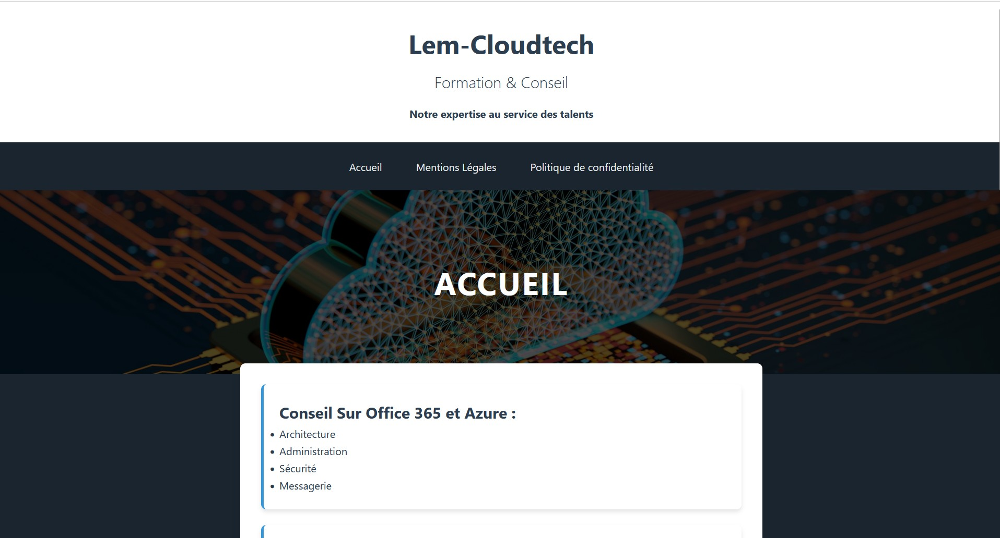 Lem-Cloudtech
Formation & Conseil
Notre expertise au service des talents
Accueil
Mentions Légales
Politique de confidentialité
ACCUEIL
Conseil Sur Office 365 et Azure :
Architecture
Administration
Sécurité
Messagerie